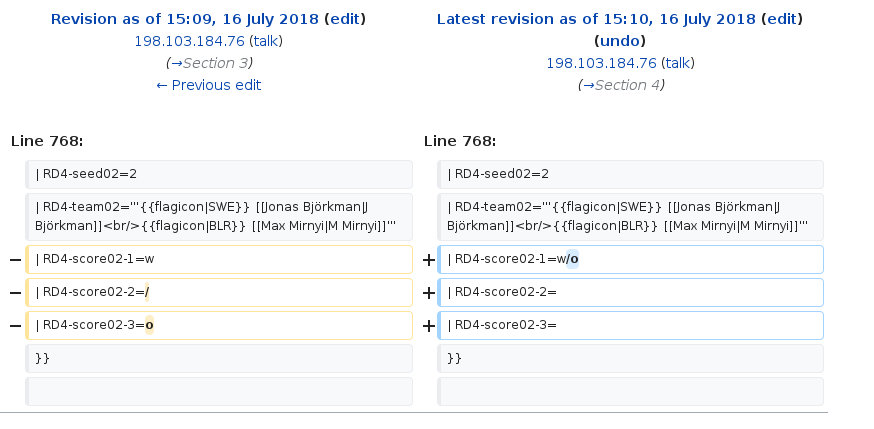 Revision as of 15:09, 16 July 2018 (edit)
198.103.184.76 (talk)
(→Section 3)
← Previous edit
Latest revision as of 15:10, 16 July 2018 (edit)
(undo)
198.103.184.76 (talk)
(→Section 4)
Line 768:
Line 768:
| RD4-seed02=2
| RD4-seed02=2
| RD4-team02='''{{flagicon|SWE}} [[Jonas Björkman|J
Björkman]]<br/>{{flagicon|BLR}} [[Max Mirnyi|M Mirnyi]]'''
| RD4-team02='''{{flagicon|SWE}} [[Jonas Björkman|J
Björkman]]<br/>{{flagicon|BLR}} [[Max Mirnyi|M Mirnyi]]'''
− | RD4-score02-1=w
+ | RD4-score02-1=w/o
− | RD4-score02-2=/
+ | RD4-score02-2=
− | RD4-score02-3=o
+ | RD4-score02-3=
}}
}}